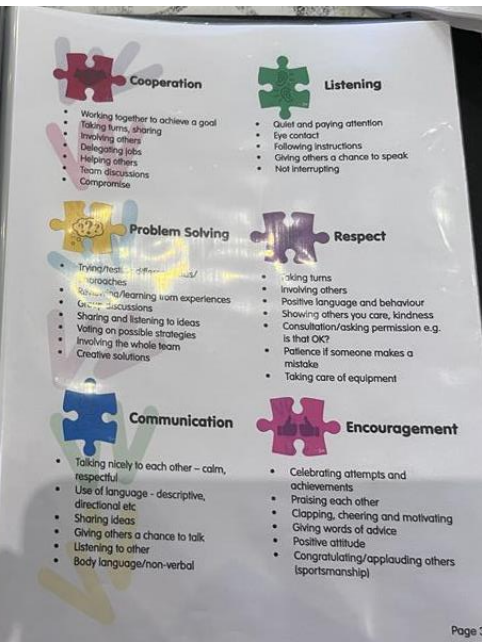 Cooperation
Working together to achieve a goal
Taking turns, sharing
Involving others
Delegating jobs
Helping others
Team discussions
Compromise
Listening
Quiet and paying attention
Eye contact
Following instructions
Giving others a chance to speak
Not interrupting
???
Problem Solving
approaches
learning from experiences
Group discussions
Sharing and listening to ideas
Voting on possible strategies
Involving the whole team
Creative solutions
Respect
Taking turns
Involving others
Positive language and behaviour
Showing others you care, kindness
Consultation/asking permission e.g.
is that OK?
Patience if someone makes a
mistake
Taking care of equipment
Communication
Talking nicely to each other – calm,
respectful
Use of language - descriptive,
directional etc
Sharing ideas
Giving others a chance to talk
Listening to other
Body language/non-verbal
Encouragement
Celebrating attempts and
achievements
Praising each other
Clapping, cheering and motivating
Giving words of advice
Positive attitude
Congratulating/applauding others
(sportsmanship)
Page